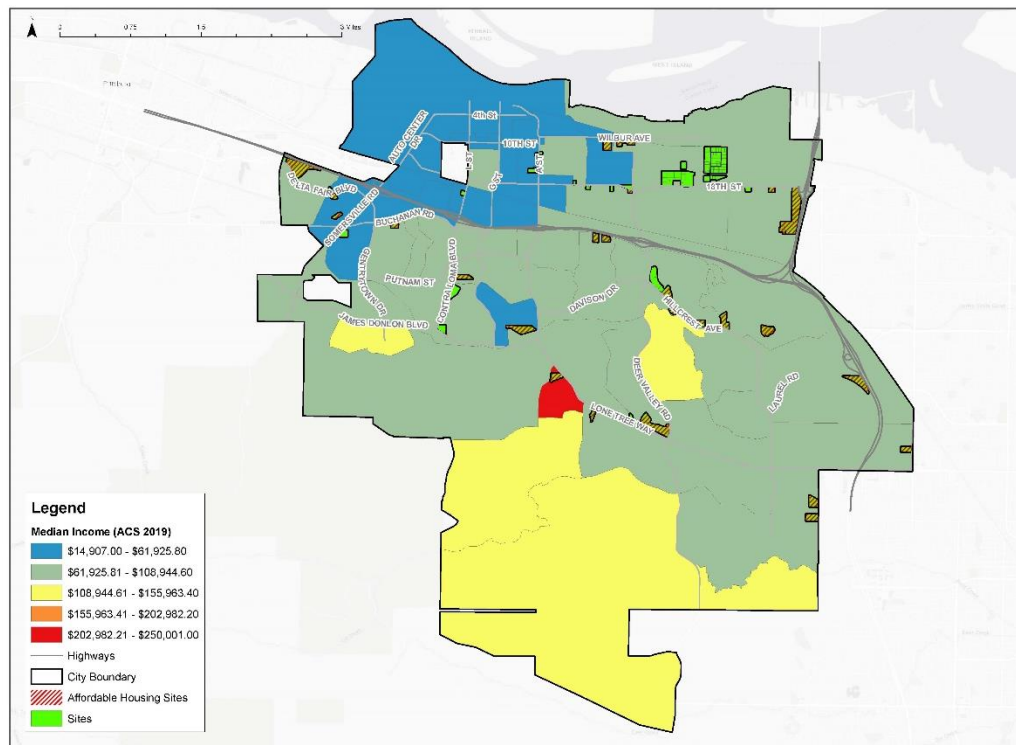 0 0.75 1.5 3 Miles
4th St
AUTO CENTER DR
10TH ST
WILBUR AVE
L ST
G ST
A ST
18TH ST
DELTA FAIR BLVD
SOMERSVILLE RD
BUCHANAN RD
GENTRYTOWN DR
PUTNAM ST
CONTRA LOMA BLVD
DAVISON DR
HILLCREST AVE
JAMES DONLON BLVD
DEER VALLEY RD
LAUREL RD
LONE TREE WAY
Legend
Median Income (ACS 2019)
$14,907.00 - $61,925.80
$61,925.81 - $108,944.60
$108,944.61 - $155,963.40
$155,963.41 - $202,982.20
$202,982.21 - $250,001.00
Highways
City Boundary
Affordable Housing Sites
Sites